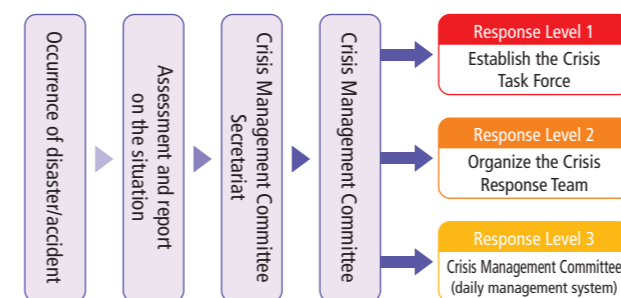 Occurrence of disaster/accident
Assessment and report
on the situation
Crisis Management Committee
Secretariat
Crisis Management Committee
Response Level 1
Establish the Crisis
Task Force
Response Level 2
Organize the Crisis
Response Team
Response Level 3
Crisis Management Committee
(daily management system)